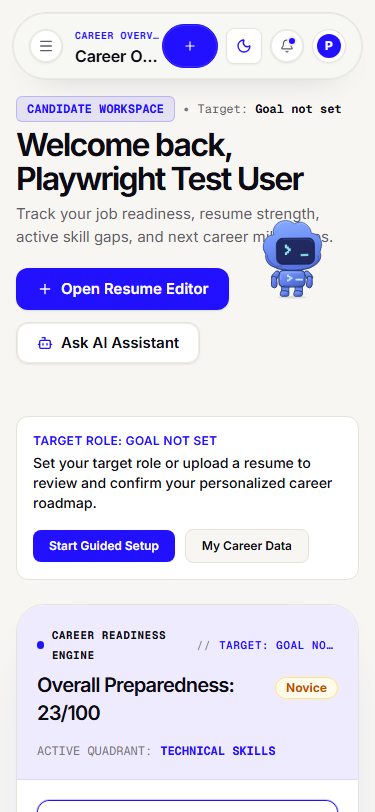 CAREER OVERV…
Career O…
P
CANDIDATE WORKSPACE • Target: Goal not set
Welcome back,
Playwright Test User
Track your job readiness, resume strength,
active skill gaps, and next career mi s.
Open Resume Editor
Ask AI Assistant
TARGET ROLE: GOAL NOT SET
Set your target role or upload a resume to
review and confirm your personalized career
roadmap.
Start Guided Setup
My Career Data
CAREER READINESS
ENGINE
// TARGET: GOAL NO…
Overall Preparedness:
23/100
Novice
ACTIVE QUADRANT: TECHNICAL SKILLS